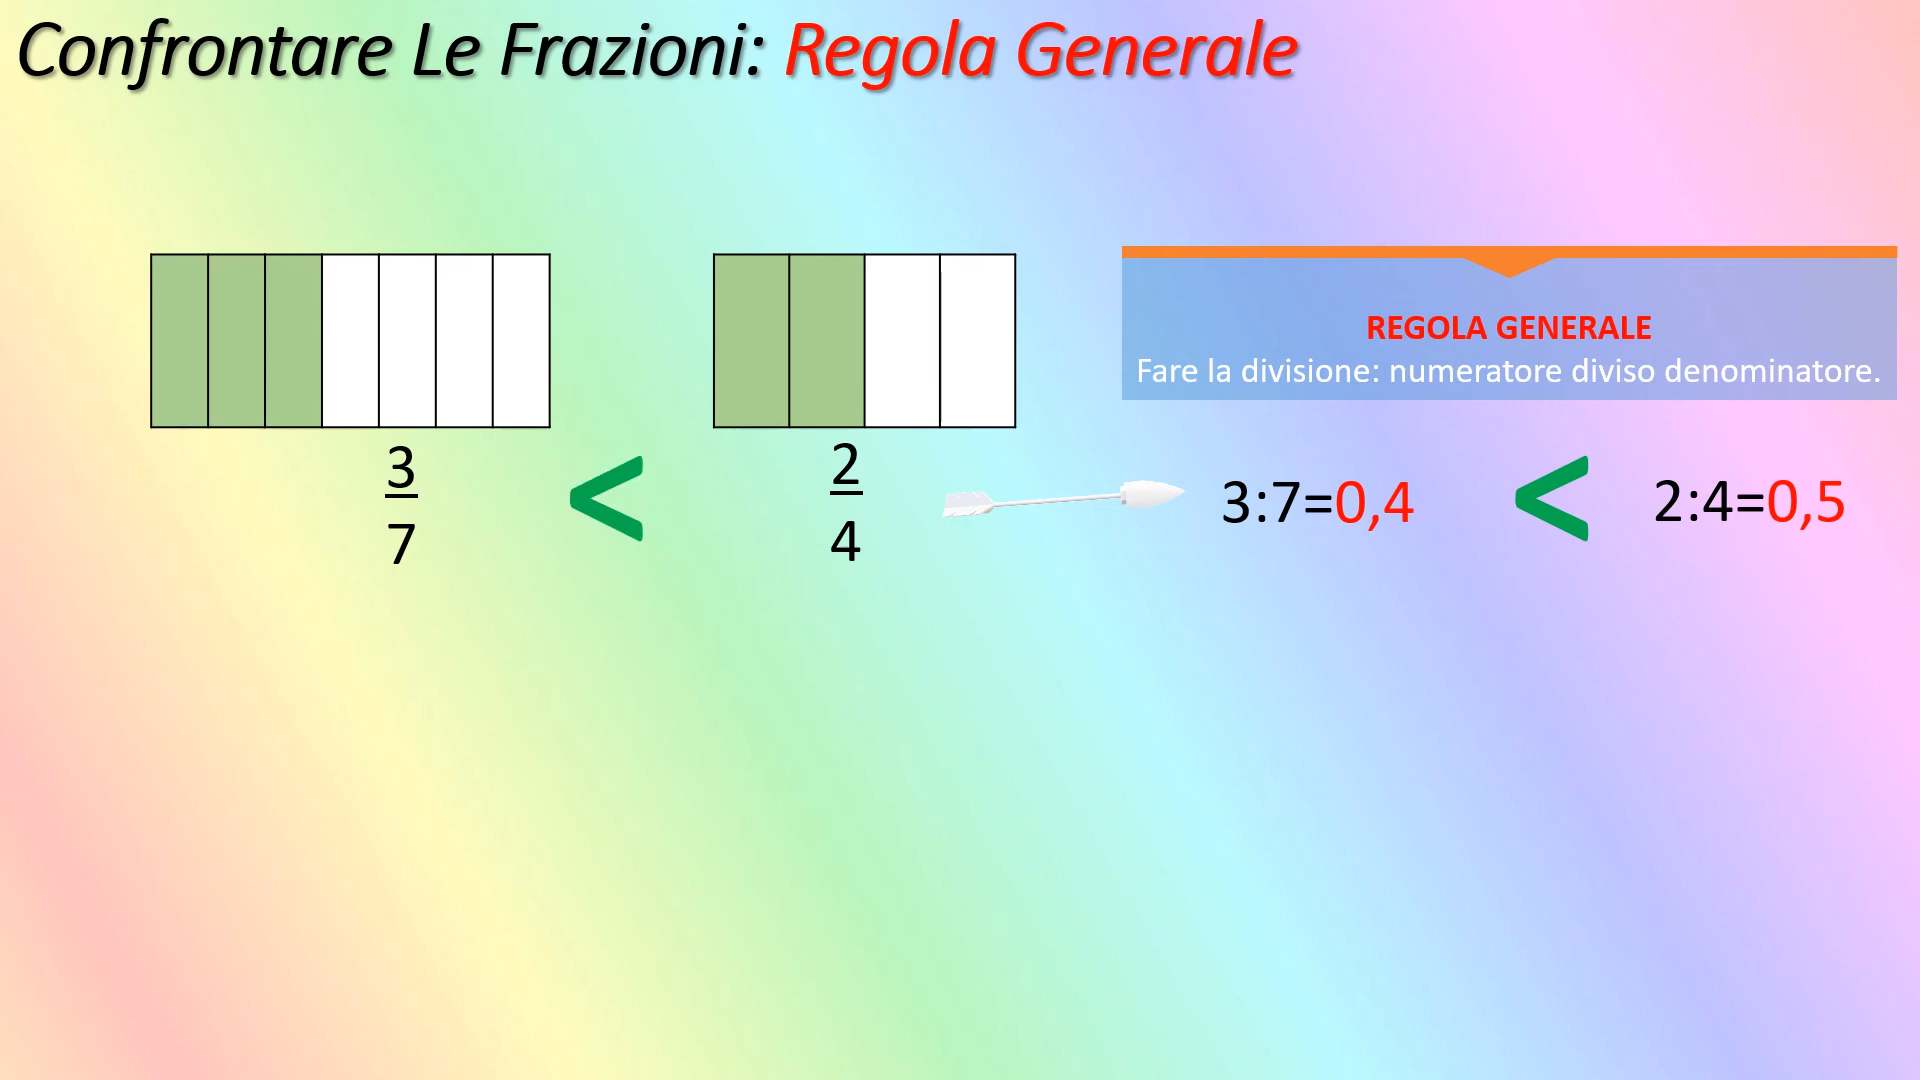 Confrontare Le Frazioni: Regola Generale
REGOLA GENERALE
Fare la divisione: numeratore diviso denominatore.
3
7
<
2
4
3:7=0,4 < 2:4=0,5